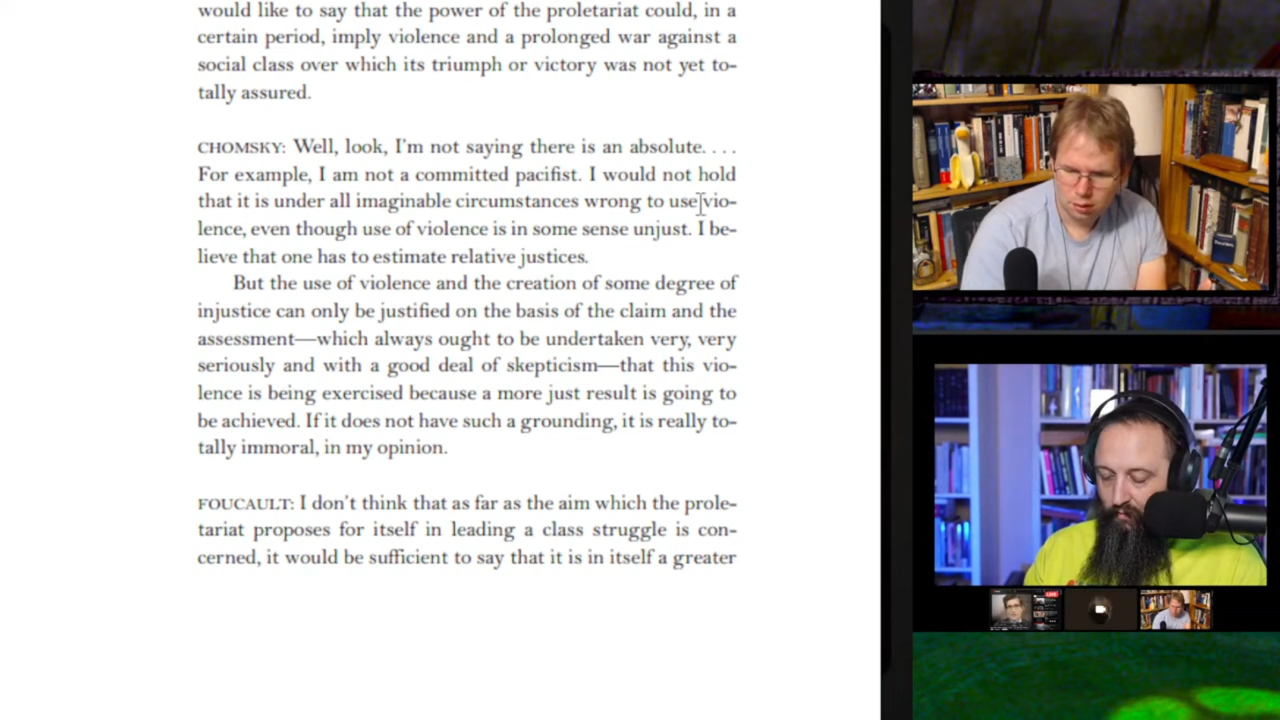 would like to say that the power of the proletariat could, in a
certain period, imply violence and a prolonged war against a
social class over which its triumph or victory was not yet to-
tally assured.
CHOMSKY: Well, look, I'm not saying there is an absolute. . . .
For example, I am not a committed pacifist. I would not hold
that it is under all imaginable circumstances wrong to use vio-
lence, even though use of violence is in some sense unjust. I be-
lieve that one has to estimate relative justices.
But the use of violence and the creation of some degree of
injustice can only be justified on the basis of the claim and the
assessment—which always ought to be undertaken very, very
seriously and with a good deal of skepticism—that this vio-
lence is being exercised because a more just result is going to
be achieved. If it does not have such a grounding, it is really to-
tally immoral, in my opinion.
FOUCAULT: I don't think that as far as the aim which the prole-
tariat proposes for itself in leading a class struggle is con-
cerned, it would be sufficient to say that it is in itself a greater